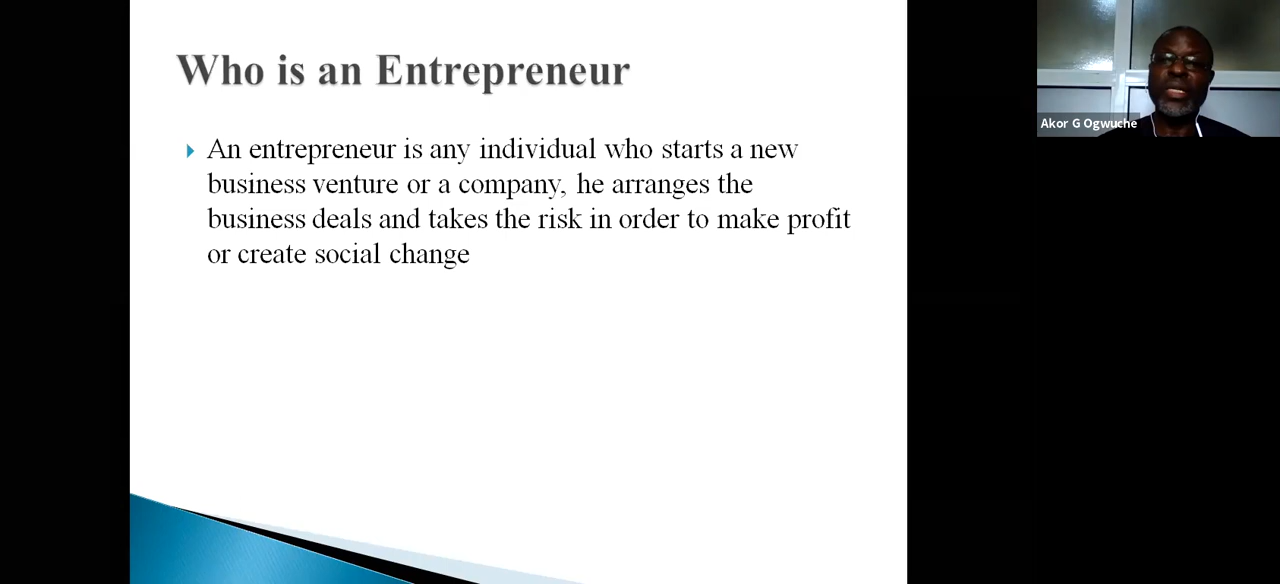 Who is an Entrepreneur
An entrepreneur is any individual who starts a new
business venture or a company, he arranges the
business deals and takes the risk in order to make profit
or create social change
Akor G Ogwuche